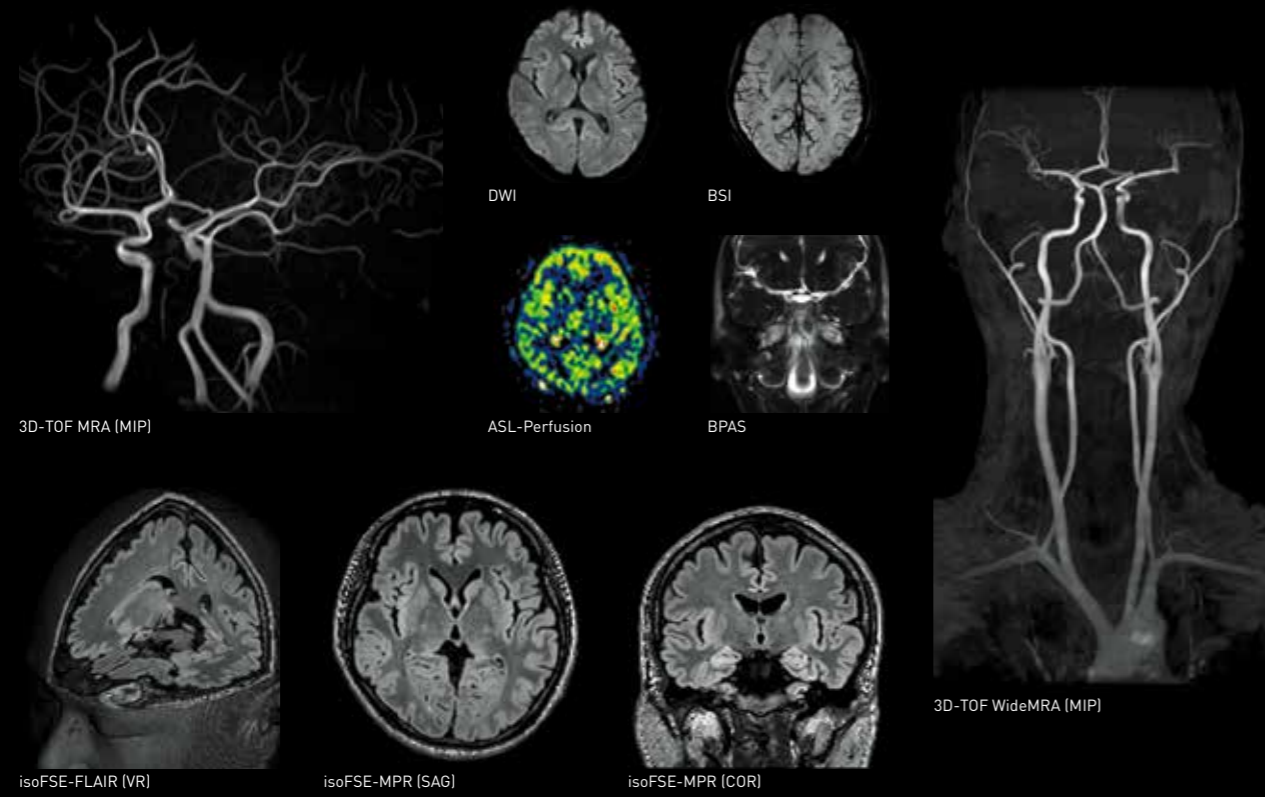 DWI
BSI
3D-TOF MRA (MIP)
ASL-Perfusion
BPAS
3D-TOF WideMRA (MIP)
isoFSE-FLAIR (VR)
isoFSE-MPR (SAG)
isoFSE-MPR (COR)